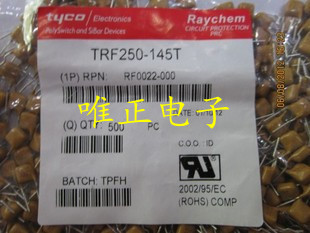 tyco Electronics Raychem
PolySwitch and SiBar Devices CIRCUIT PROTECTION
PRC
TRF250-145T
(1P) RPN: RF0022-000
唯正电子
(Q) QTY: 500 PC
C.O.O. ID
BATCH: TPFH
2002/95/EC
(ROHS) COMP